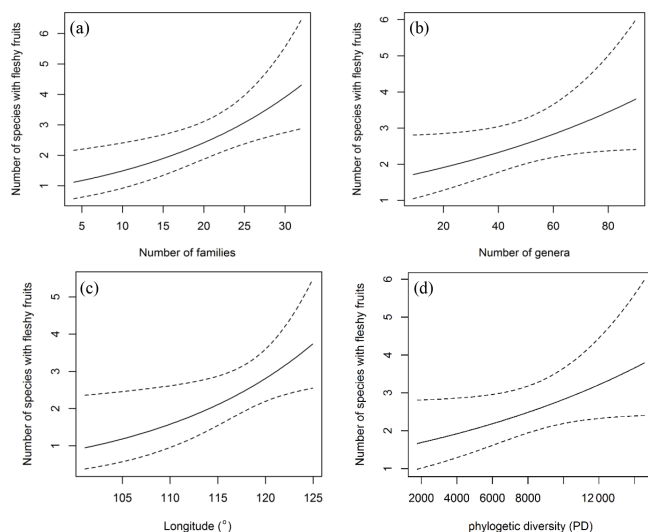 (a)
Number of species with fleshy fruits
6
5
4
3
2
1
5 10 15 20 25 30
Number of families
(b)
Number of species with fleshy fruits
6
5
4
3
2
1
20 40 60 80
Number of genera
(c)
Number of species with fleshy fruits
5
4
3
2
1
105 110 115 120 125
Longitude (°)
(d)
Number of species with fleshy fruits
6
5
4
3
2
1
2000 4000 6000 8000 12000
phylogetic diversity (PD)